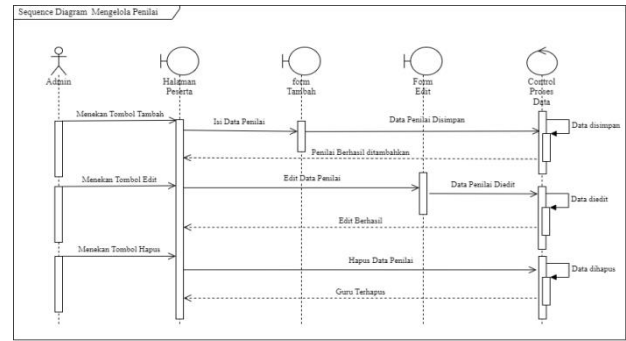 Sequence Diagram Mengelola Penilai
Admin
Halaman
Peserta
form
Tambah
Form
Edit
Control
Proses
Data
Menekan Tombol Tambah
Isi Data Penilai
Data Penilai Disimpan
Data disimpan
Penilai Berhasil ditambahkan
Menekan Tombol Edit
Edit Data Penilai
Data Penilai Diedit
Data diedit
Edit Berhasil
Menekan Tombol Hapus
Hapus Data Penilai
Data dihapus
Guru Terhapus